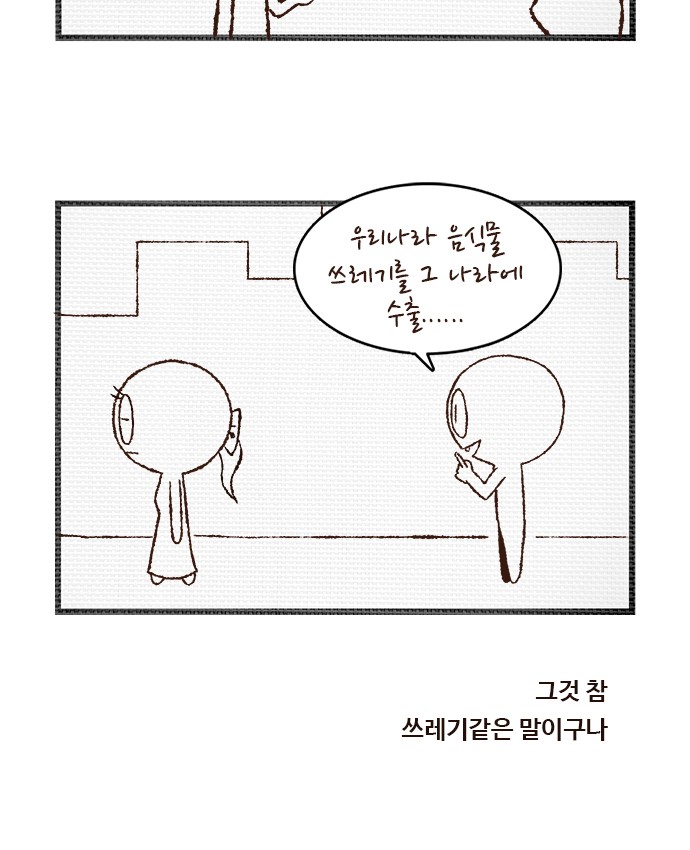 우리나라 음식물
쓰레기를 그 나라에
수출......
그것 참
쓰레기같은 말이구나